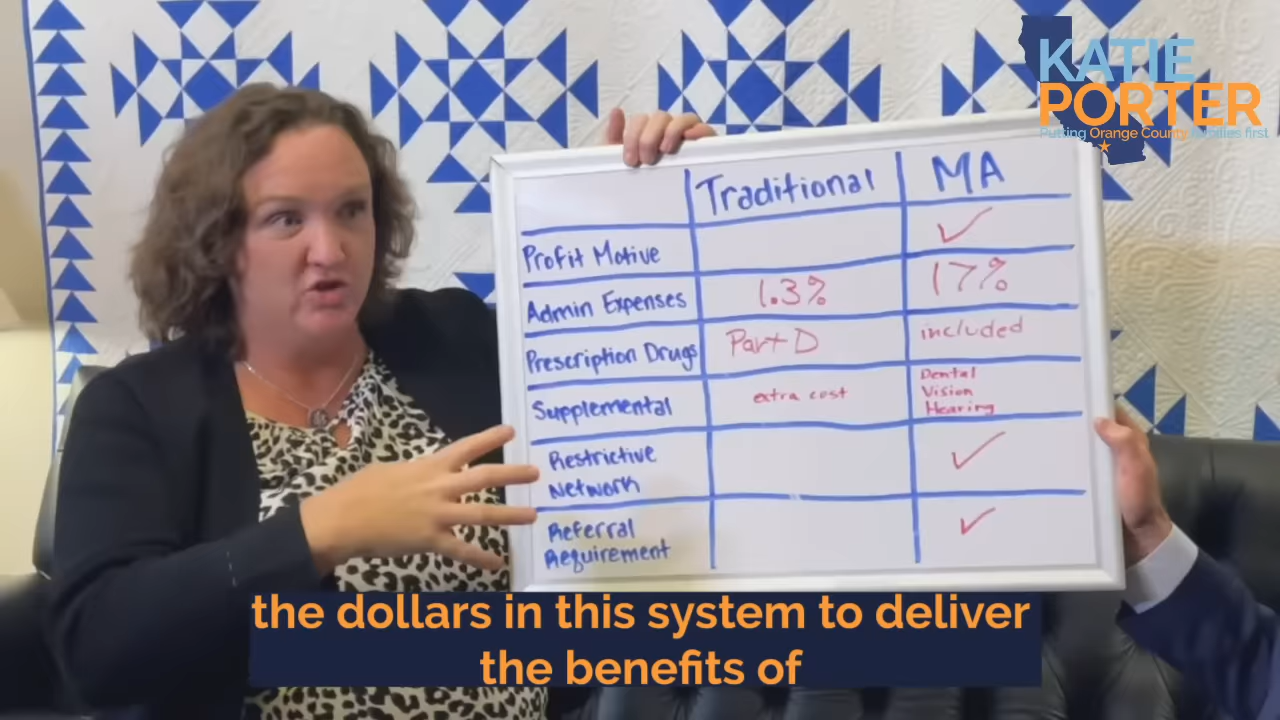 KATIE
PORTER
Putting Orange County families first
Traditional
MA
Profit Motive
✓
Admin Expenses
1.3%
17%
Prescription Drugs
Part D
included
Supplemental
extra cost
Dental
Vision
Hearing
Restrictive
Network
✓
Referral
Requirement
✓
the dollars in this system to deliver
the benefits of